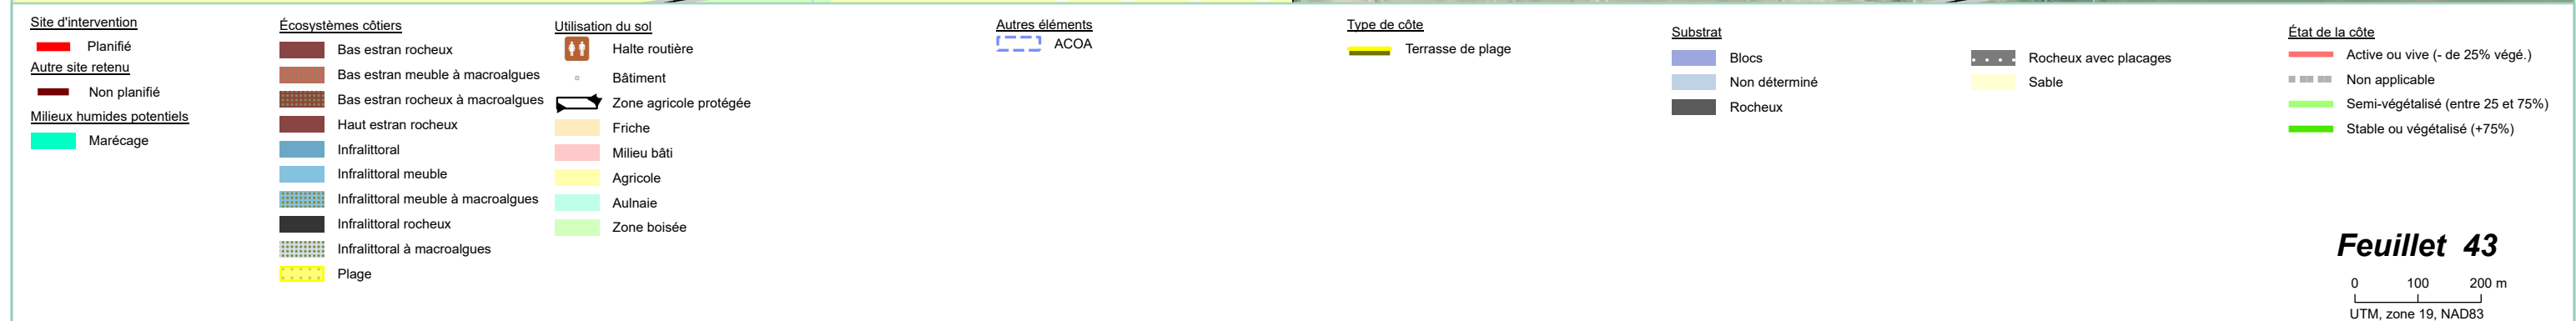 Site d'intervention
Planifié
Autre site retenu
Non planifié
Milieux humides potentiels
Marécage
Écosystèmes côtiers
Bas estran rocheux
Bas estran meuble à macroalgues
Bas estran rocheux à macroalgues
Haut estran rocheux
Infralittoral
Infralittoral meuble
Infralittoral meuble à macroalgues
Infralittoral rocheux
Infralittoral à macroalgues
Plage
Utilisation du sol
Halte routière
Bâtiment
Zone agricole protégée
Friche
Milieu bâti
Agricole
Aulnaie
Zone boisée
Autres éléments
ACOA
Type de côte
Terrasse de plage
Substrat
Blocs
Non déterminé
Rocheux
Rocheux avec placages
Sable
État de la côte
Active ou vive (- de 25% végé.)
Non applicable
Semi-végétalisé (entre 25 et 75%)
Stable ou végétalisé (+75%)
Feuillet 43
0 100 200 m
UTM, zone 19, NAD83